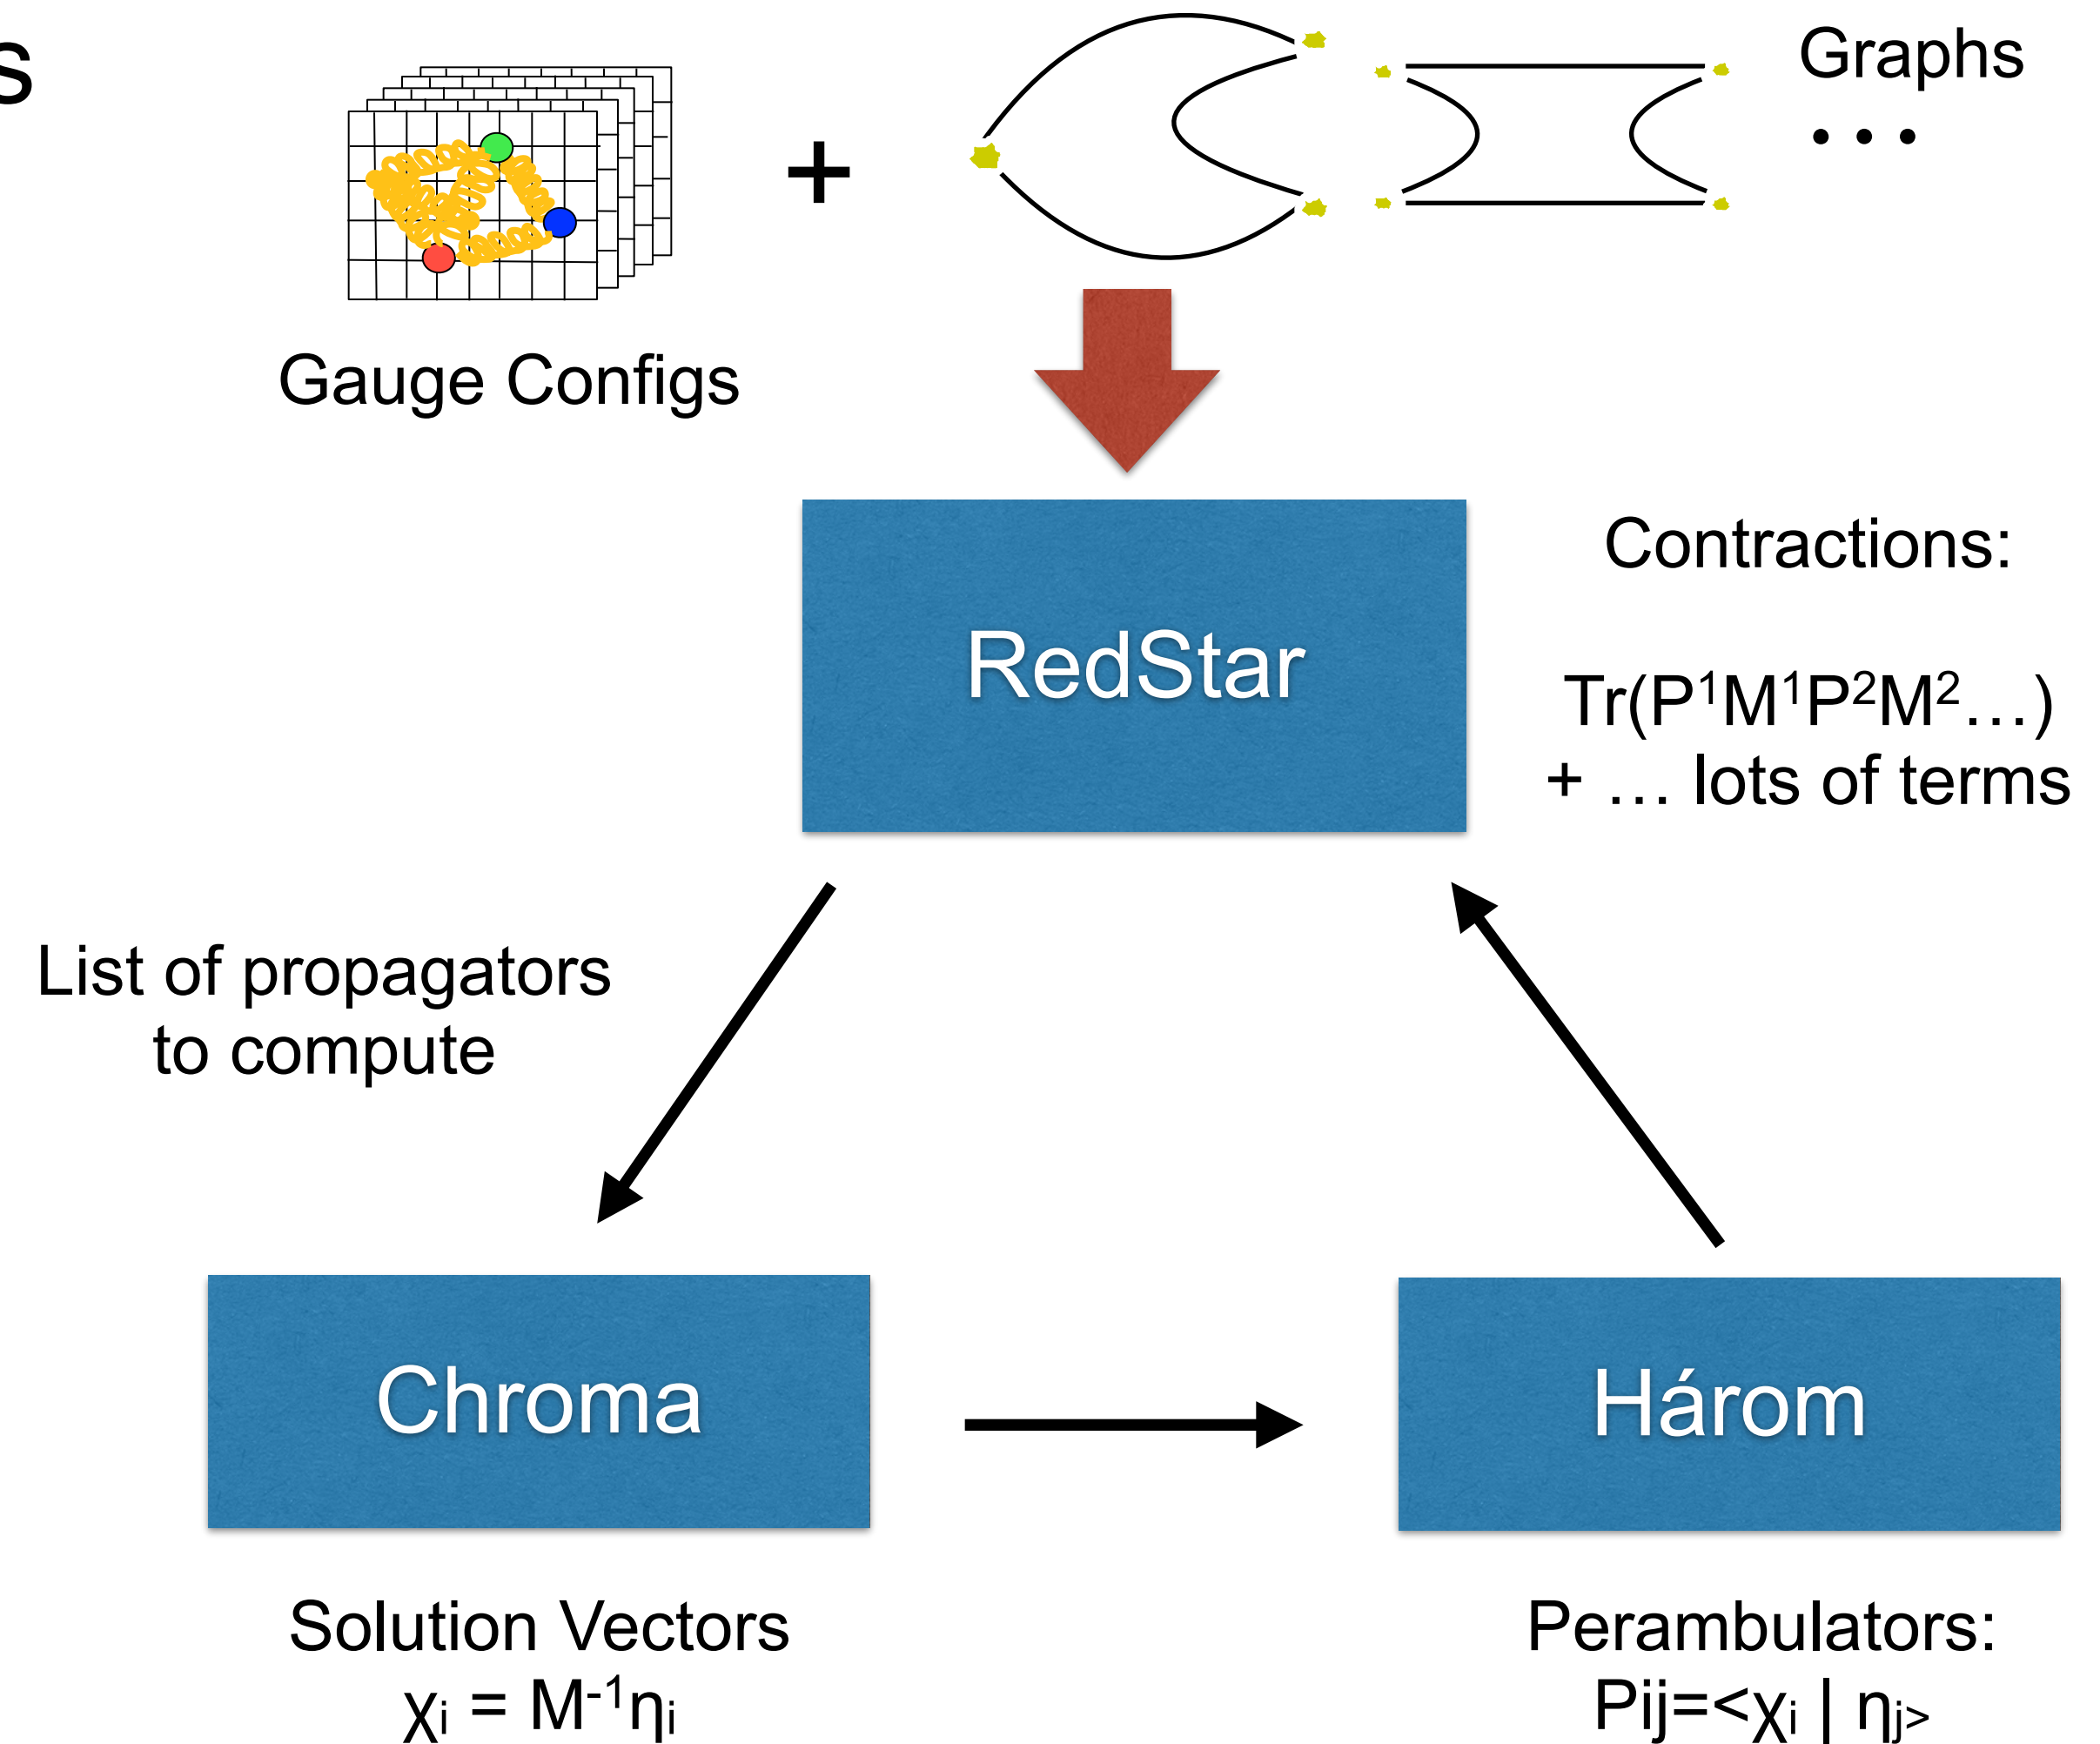 s
Graphs
+
...
Gauge Configs
RedStar
Contractions:
Tr(P¹M¹P²M²…)
+ … lots of terms
List of propagators
to compute
Chroma
Három
Solution Vectors
χᵢ = M⁻¹ηᵢ
Perambulators:
Pij=<χᵢ | ηⱼ>